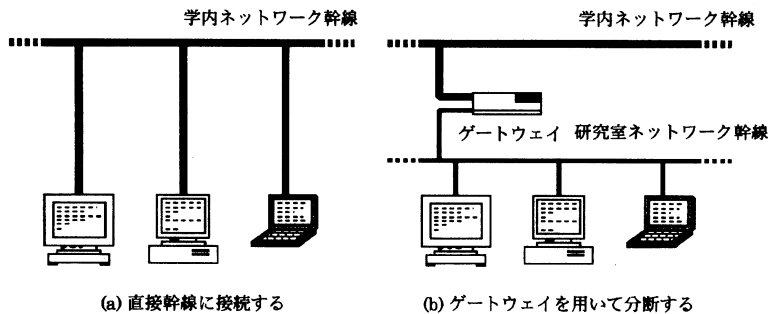 学内ネットワーク幹線
学内ネットワーク幹線
ゲートウェイ
研究室ネットワーク幹線
(a) 直接幹線に接続する
(b) ゲートウェイを用いて分断する